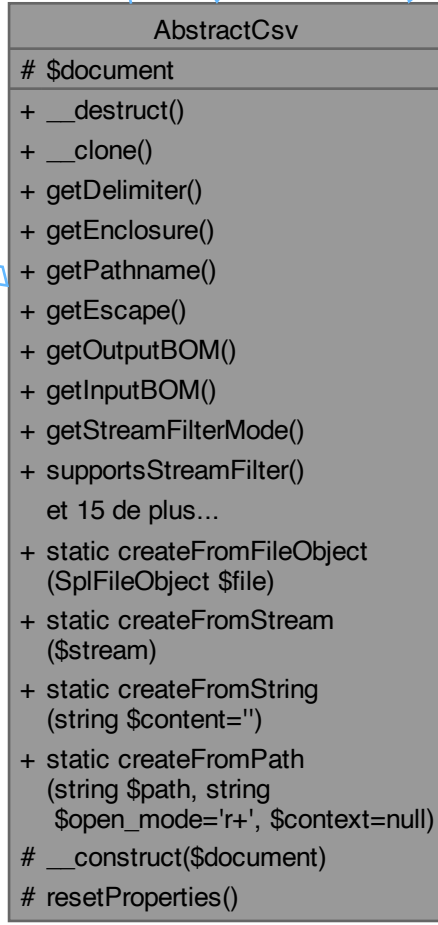 AbstractCsv
# $document
+ __destruct()
+ __clone()
+ getDelimiter()
+ getEnclosure()
+ getPathname()
+ getEscape()
+ getOutputBOM()
+ getInputBOM()
+ getStreamFilterMode()
+ supportsStreamFilter()
et 15 de plus...
+ static createFromFileObject
(SplFileObject $file)
+ static createFromStream
($stream)
+ static createFromString
(string $content='')
+ static createFromPath
(string $path, string
$open_mode='r+', $context=null)
# __construct($document)
# resetProperties()